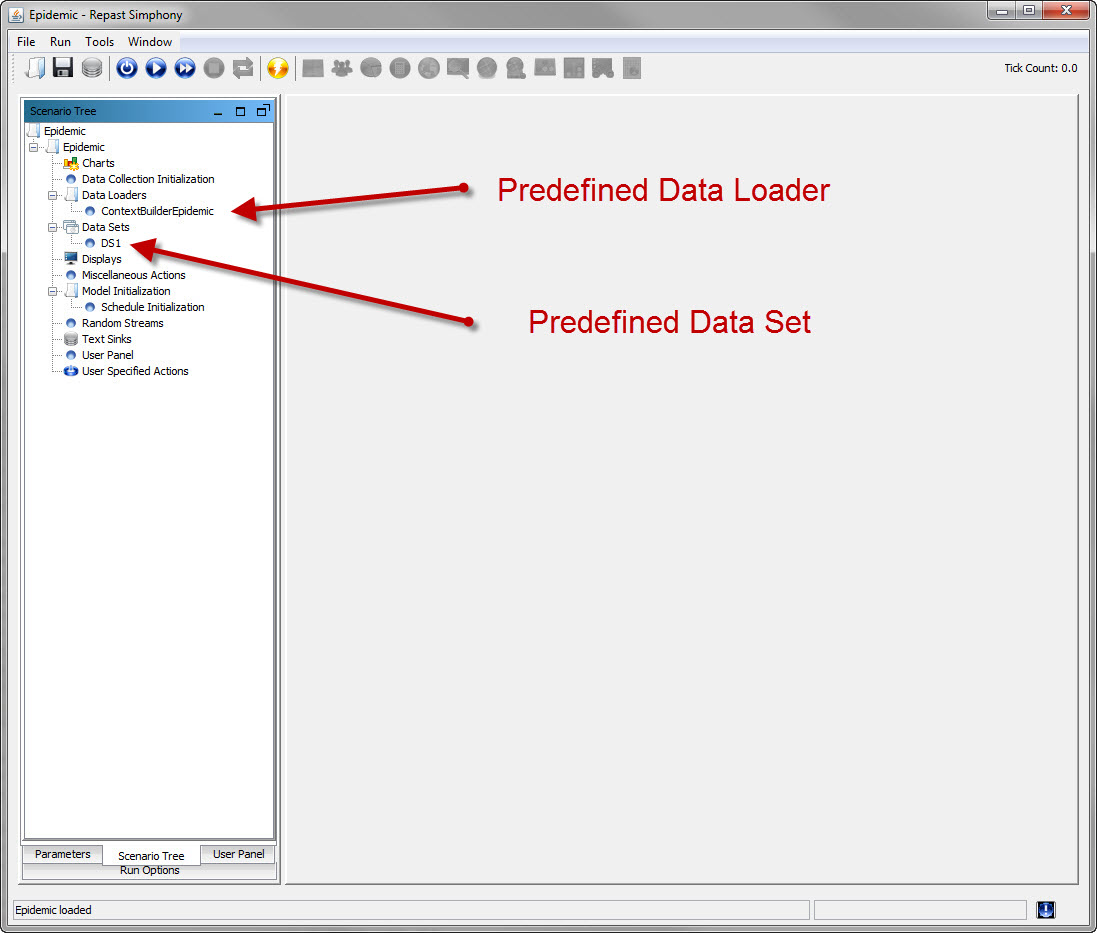 Epidemic - Repast Simphony
File Run Tools Window
Tick Count: 0.0
Scenario Tree
Epidemic
Epidemic
Charts
Data Collection Initialization
Data Loaders
ContextBuilderEpidemic
Predefined Data Loader
Data Sets
DS1
Displays
Miscellaneous Actions
Model Initialization
Schedule Initialization
Random Streams
Predefined Data Set
Text Sinks
User Panel
User Specified Actions
Parameters Scenario Tree User Panel
Run Options
Epidemic loaded